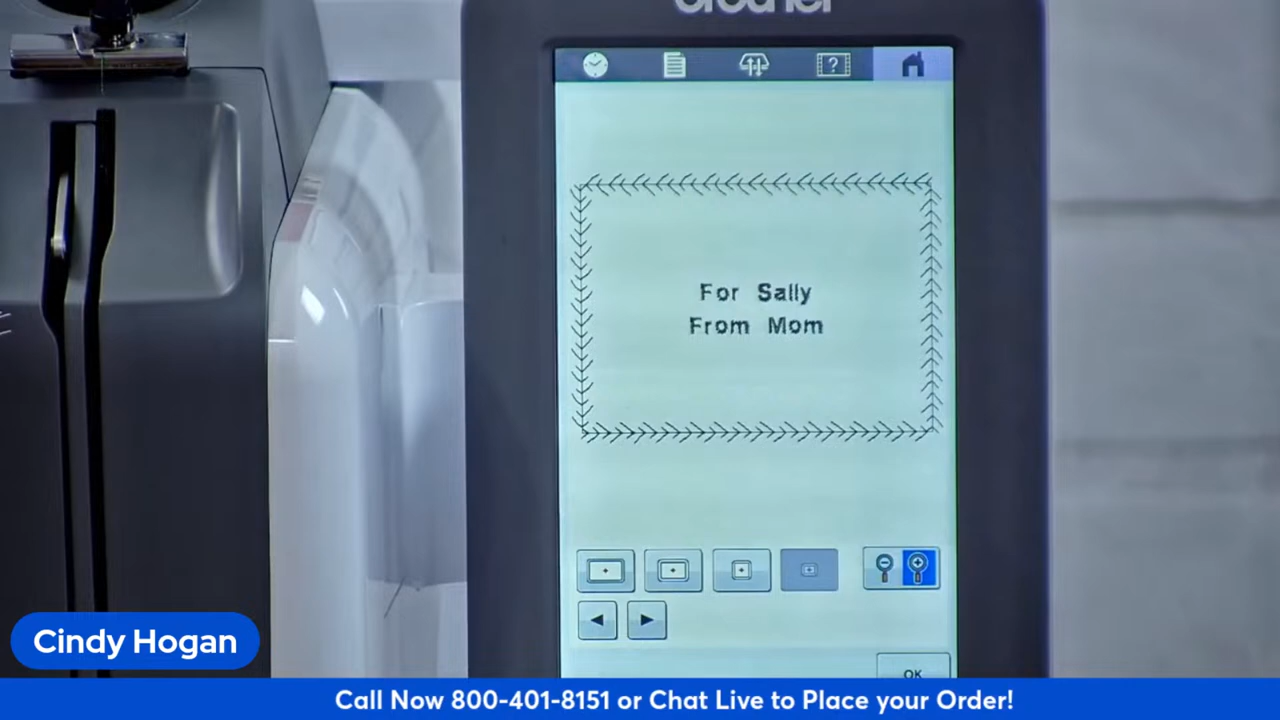 brother
?
For Sally
From Mom
OK
Cindy Hogan
Call Now 800-401-8151 or Chat Live to Place your Order!